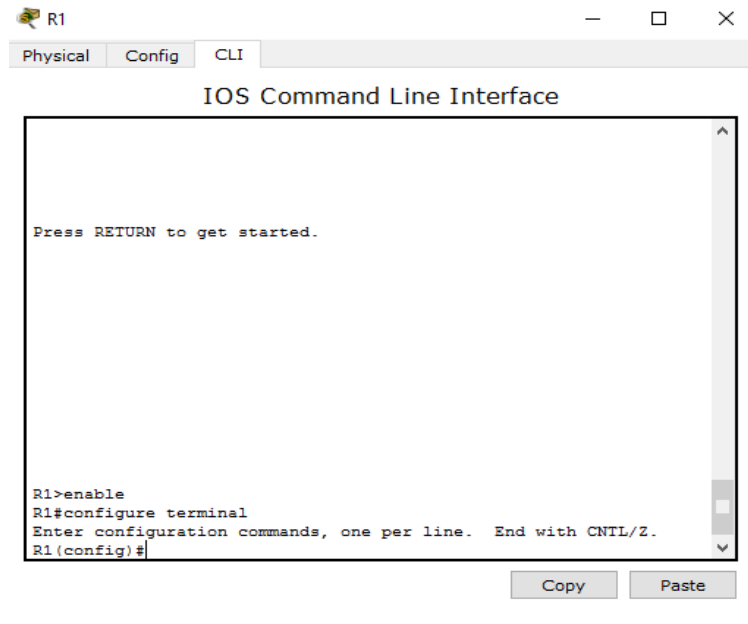 R1
Physical Config CLI
IOS Command Line Interface
Press RETURN to get started.
R1>enable
R1#configure terminal
Enter configuration commands, one per line.  End with CNTL/Z.
R1(config)#
Copy Paste